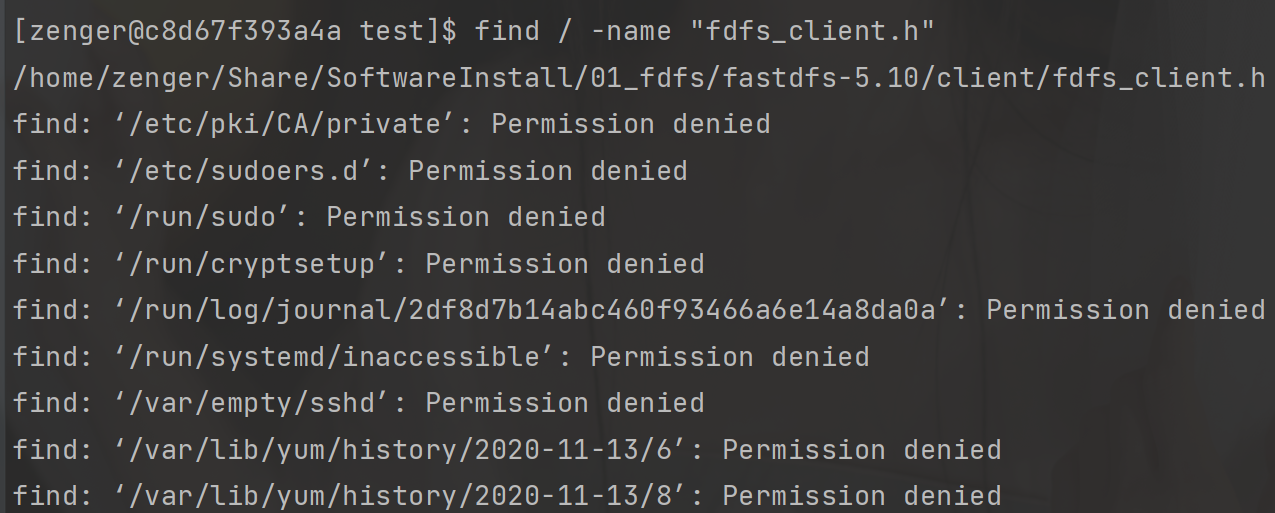 [zenger@c8d67f393a4a test]$ find / -name "fdfs_client.h"
/home/zenger/Share/SoftwareInstall/01_fdfs/fastdfs-5.10/client/fdfs_client.h
find: ‘/etc/pki/CA/private’: Permission denied
find: ‘/etc/sudoers.d’: Permission denied
find: ‘/run/sudo’: Permission denied
find: ‘/run/cryptsetup’: Permission denied
find: ‘/run/log/journal/2df8d7b14abc460f93466a6e14a8da0a’: Permission denied
find: ‘/run/systemd/inaccessible’: Permission denied
find: ‘/var/empty/sshd’: Permission denied
find: ‘/var/lib/yum/history/2020-11-13/6’: Permission denied
find: ‘/var/lib/yum/history/2020-11-13/8’: Permission denied